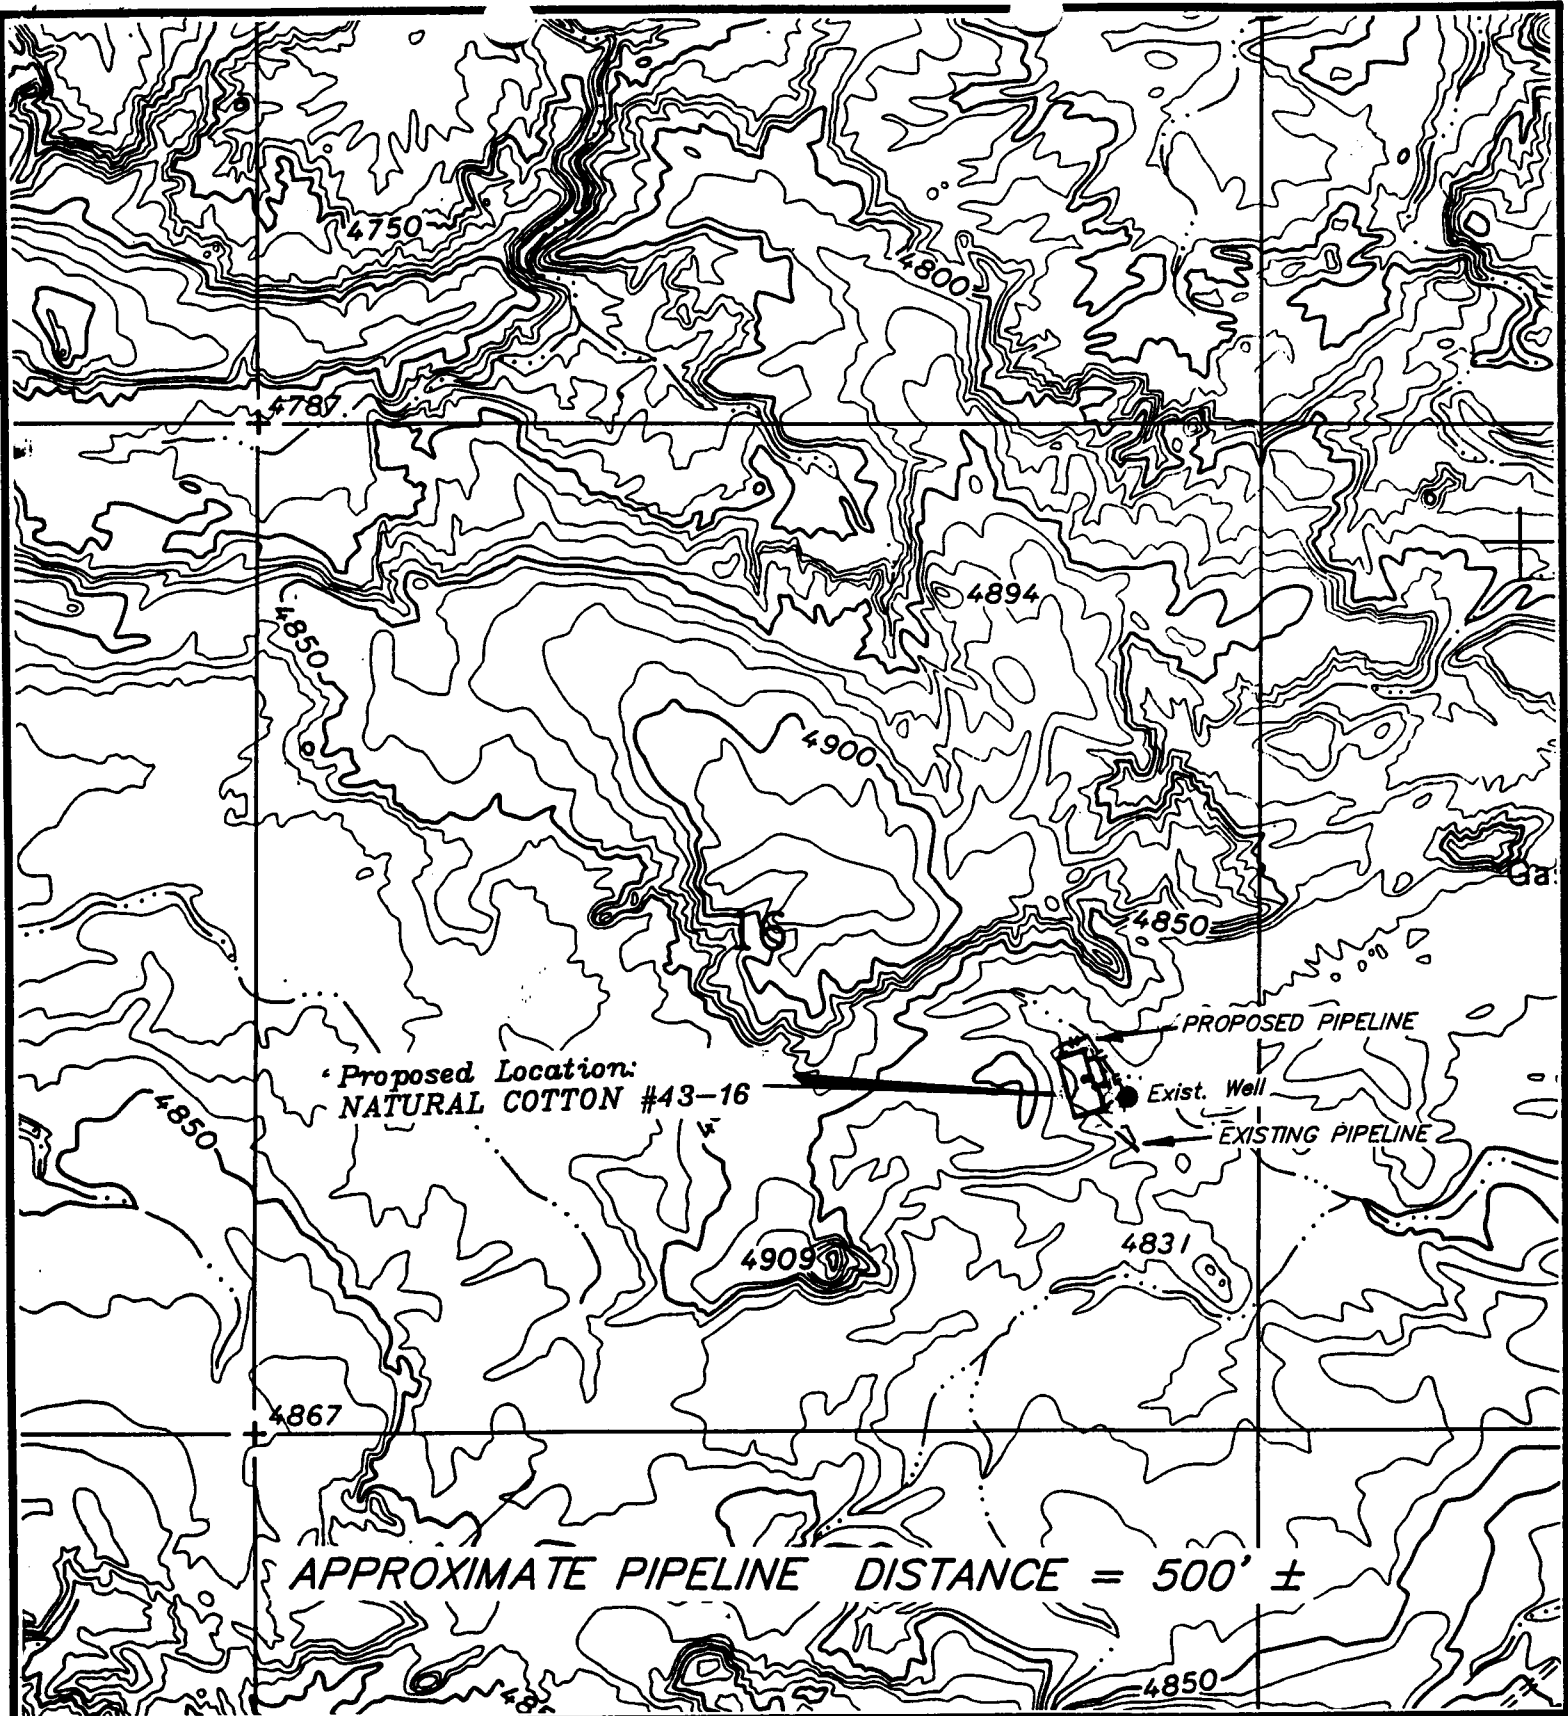 4750
4800
4787
4894
4850
4900
Ga
16
4850
PROPOSED PIPELINE
Proposed Location:
NATURAL COTTON #43-16
Exist. Well
4850
EXISTING PIPELINE
4909
4831
4867
APPROXIMATE PIPELINE DISTANCE = 500' ±
4850